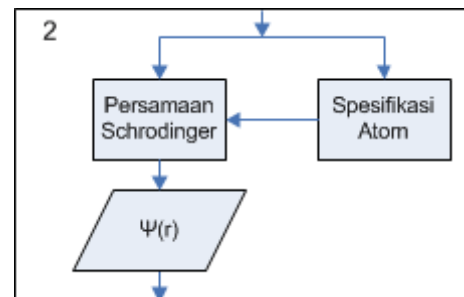 2
Persamaan
Schrodinger
Spesifikasi
Atom
Ψ(r)